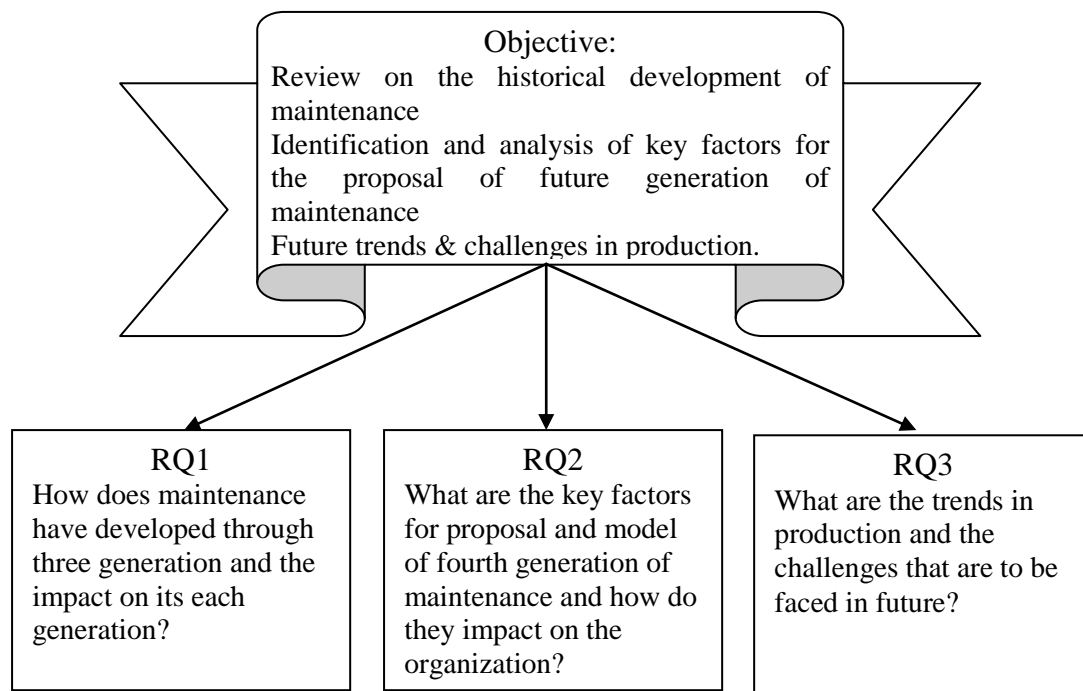 Objective:
Review on the historical development of
maintenance
Identification and analysis of key factors for
the proposal of future generation of
maintenance
Future trends & challenges in production.
RQ1
How does maintenance
have developed through
three generation and the
impact on its each
generation?
RQ2
What are the key factors
for proposal and model
of fourth generation of
maintenance and how do
they impact on the
organization?
RQ3
What are the trends in
production and the
challenges that are to be
faced in future?